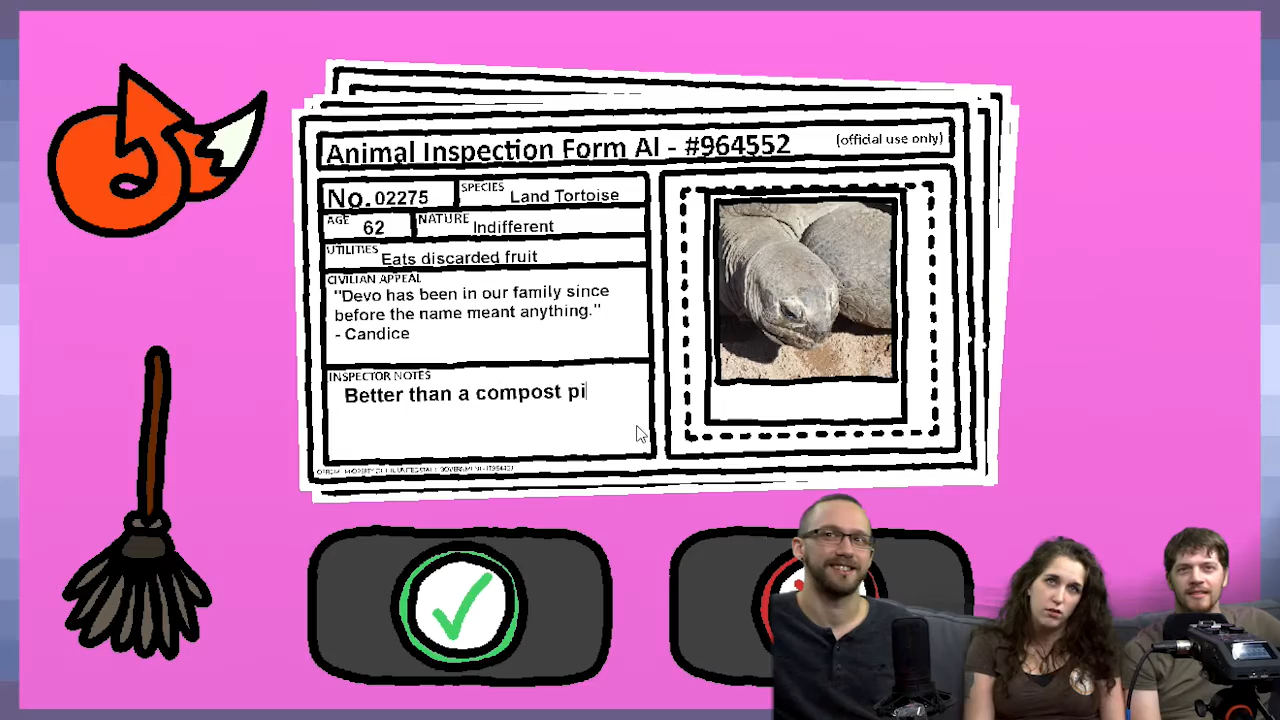 Animal Inspection Form AI - #964552
(official use only)
No. 02275
SPECIES Land Tortoise
AGE 62
NATURE Indifferent
UTILITIES Eats discarded fruit
CIVILIAN APPEAL
"Devo has been in our family since
before the name meant anything."
- Candice
INSPECTOR NOTES
Better than a compost pi